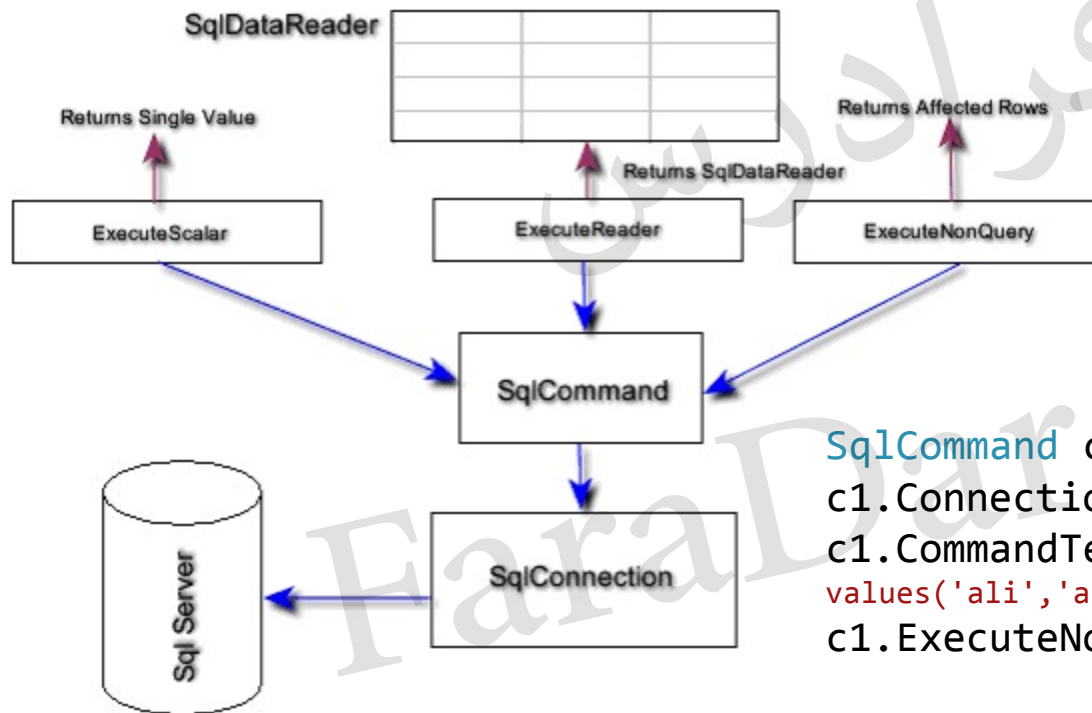 SqlDataReader
Returns Single Value
Returns Affected Rows
Returns SqlDataReader
ExecuteScalar
ExecuteReader
ExecuteNonQuery
SqlCommand
SqlConnection
Sql Server
SqlCommand
c1.Connectio
c1.CommandTe
values('ali','a
c1.ExecuteNo
FaraDar